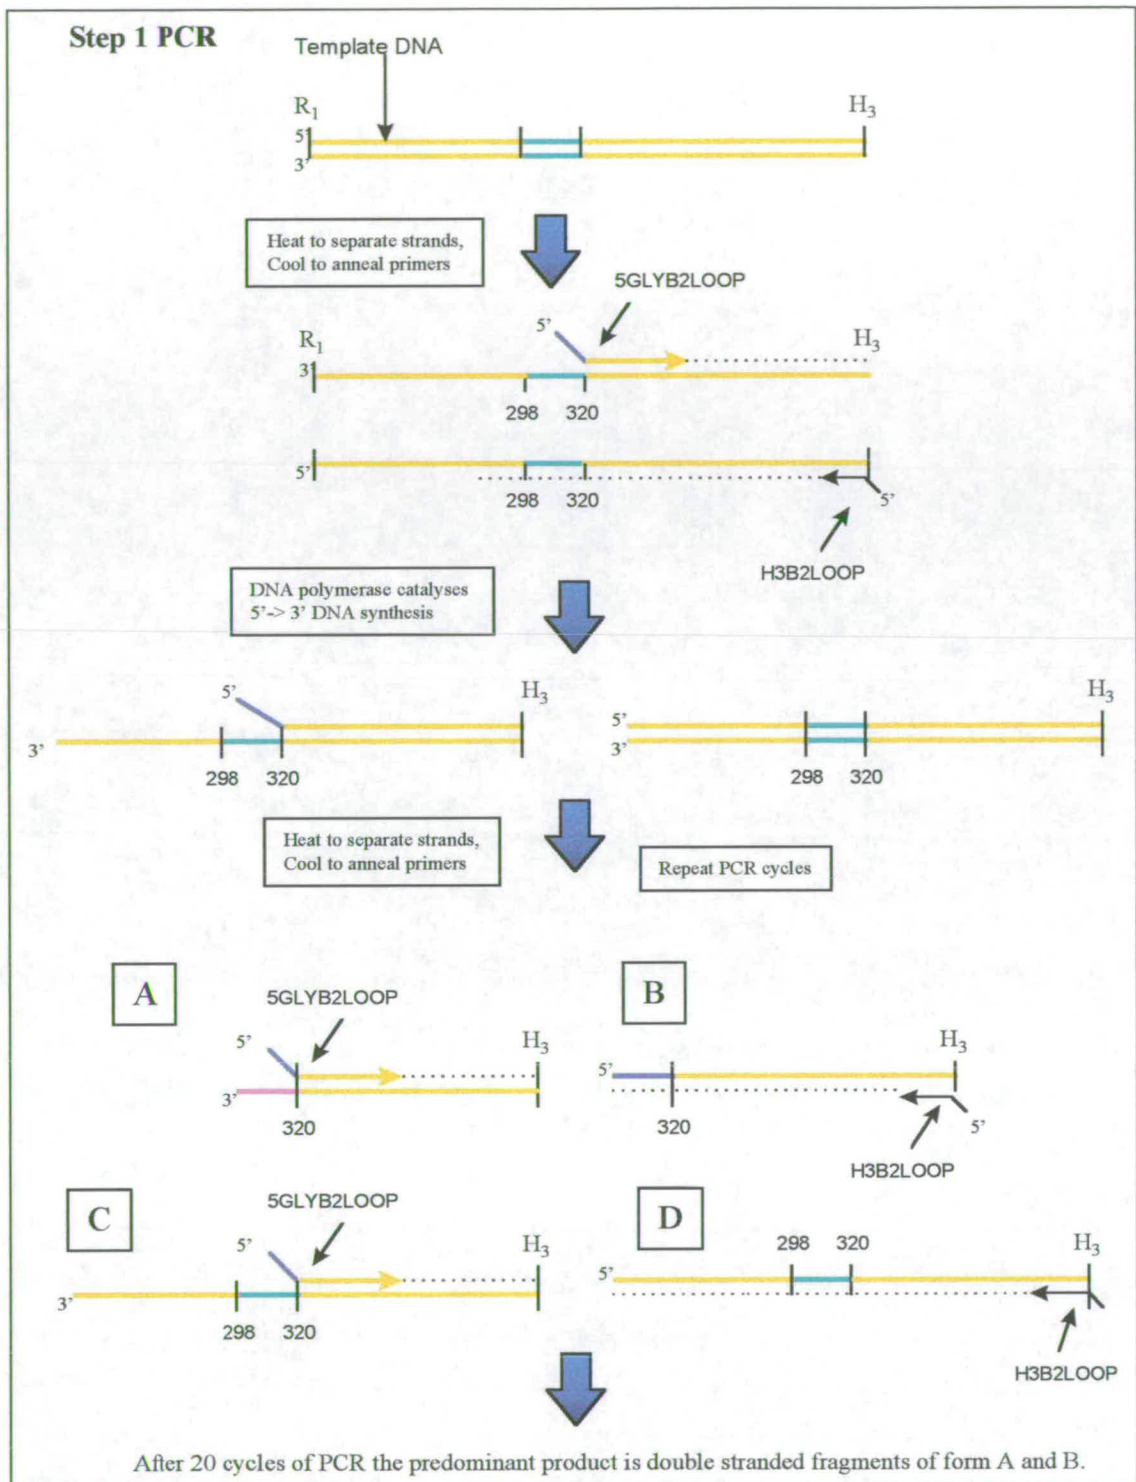 Step 1 PCR
Template DNA
R1
H3
5'
3'
Heat to separate strands,
Cool to anneal primers
5GLYB2LOOP
5'
R1
H3
3'
298 320
5'
298 320
5'
H3B2LOOP
DNA polymerase catalyses
5'-> 3' DNA synthesis
5'
H3
H3
5'
3'
3'
298 320
298 320
Heat to separate strands,
Cool to anneal primers
Repeat PCR cycles
A
5GLYB2LOOP
5'
H3
3'
320
B
H3
5'
320
5'
H3B2LOOP
C
5GLYB2LOOP
5'
H3
3'
298 320
D
298 320
H3
5'
H3B2LOOP
After 20 cycles of PCR the predominant product is double stranded fragments of form A and B.